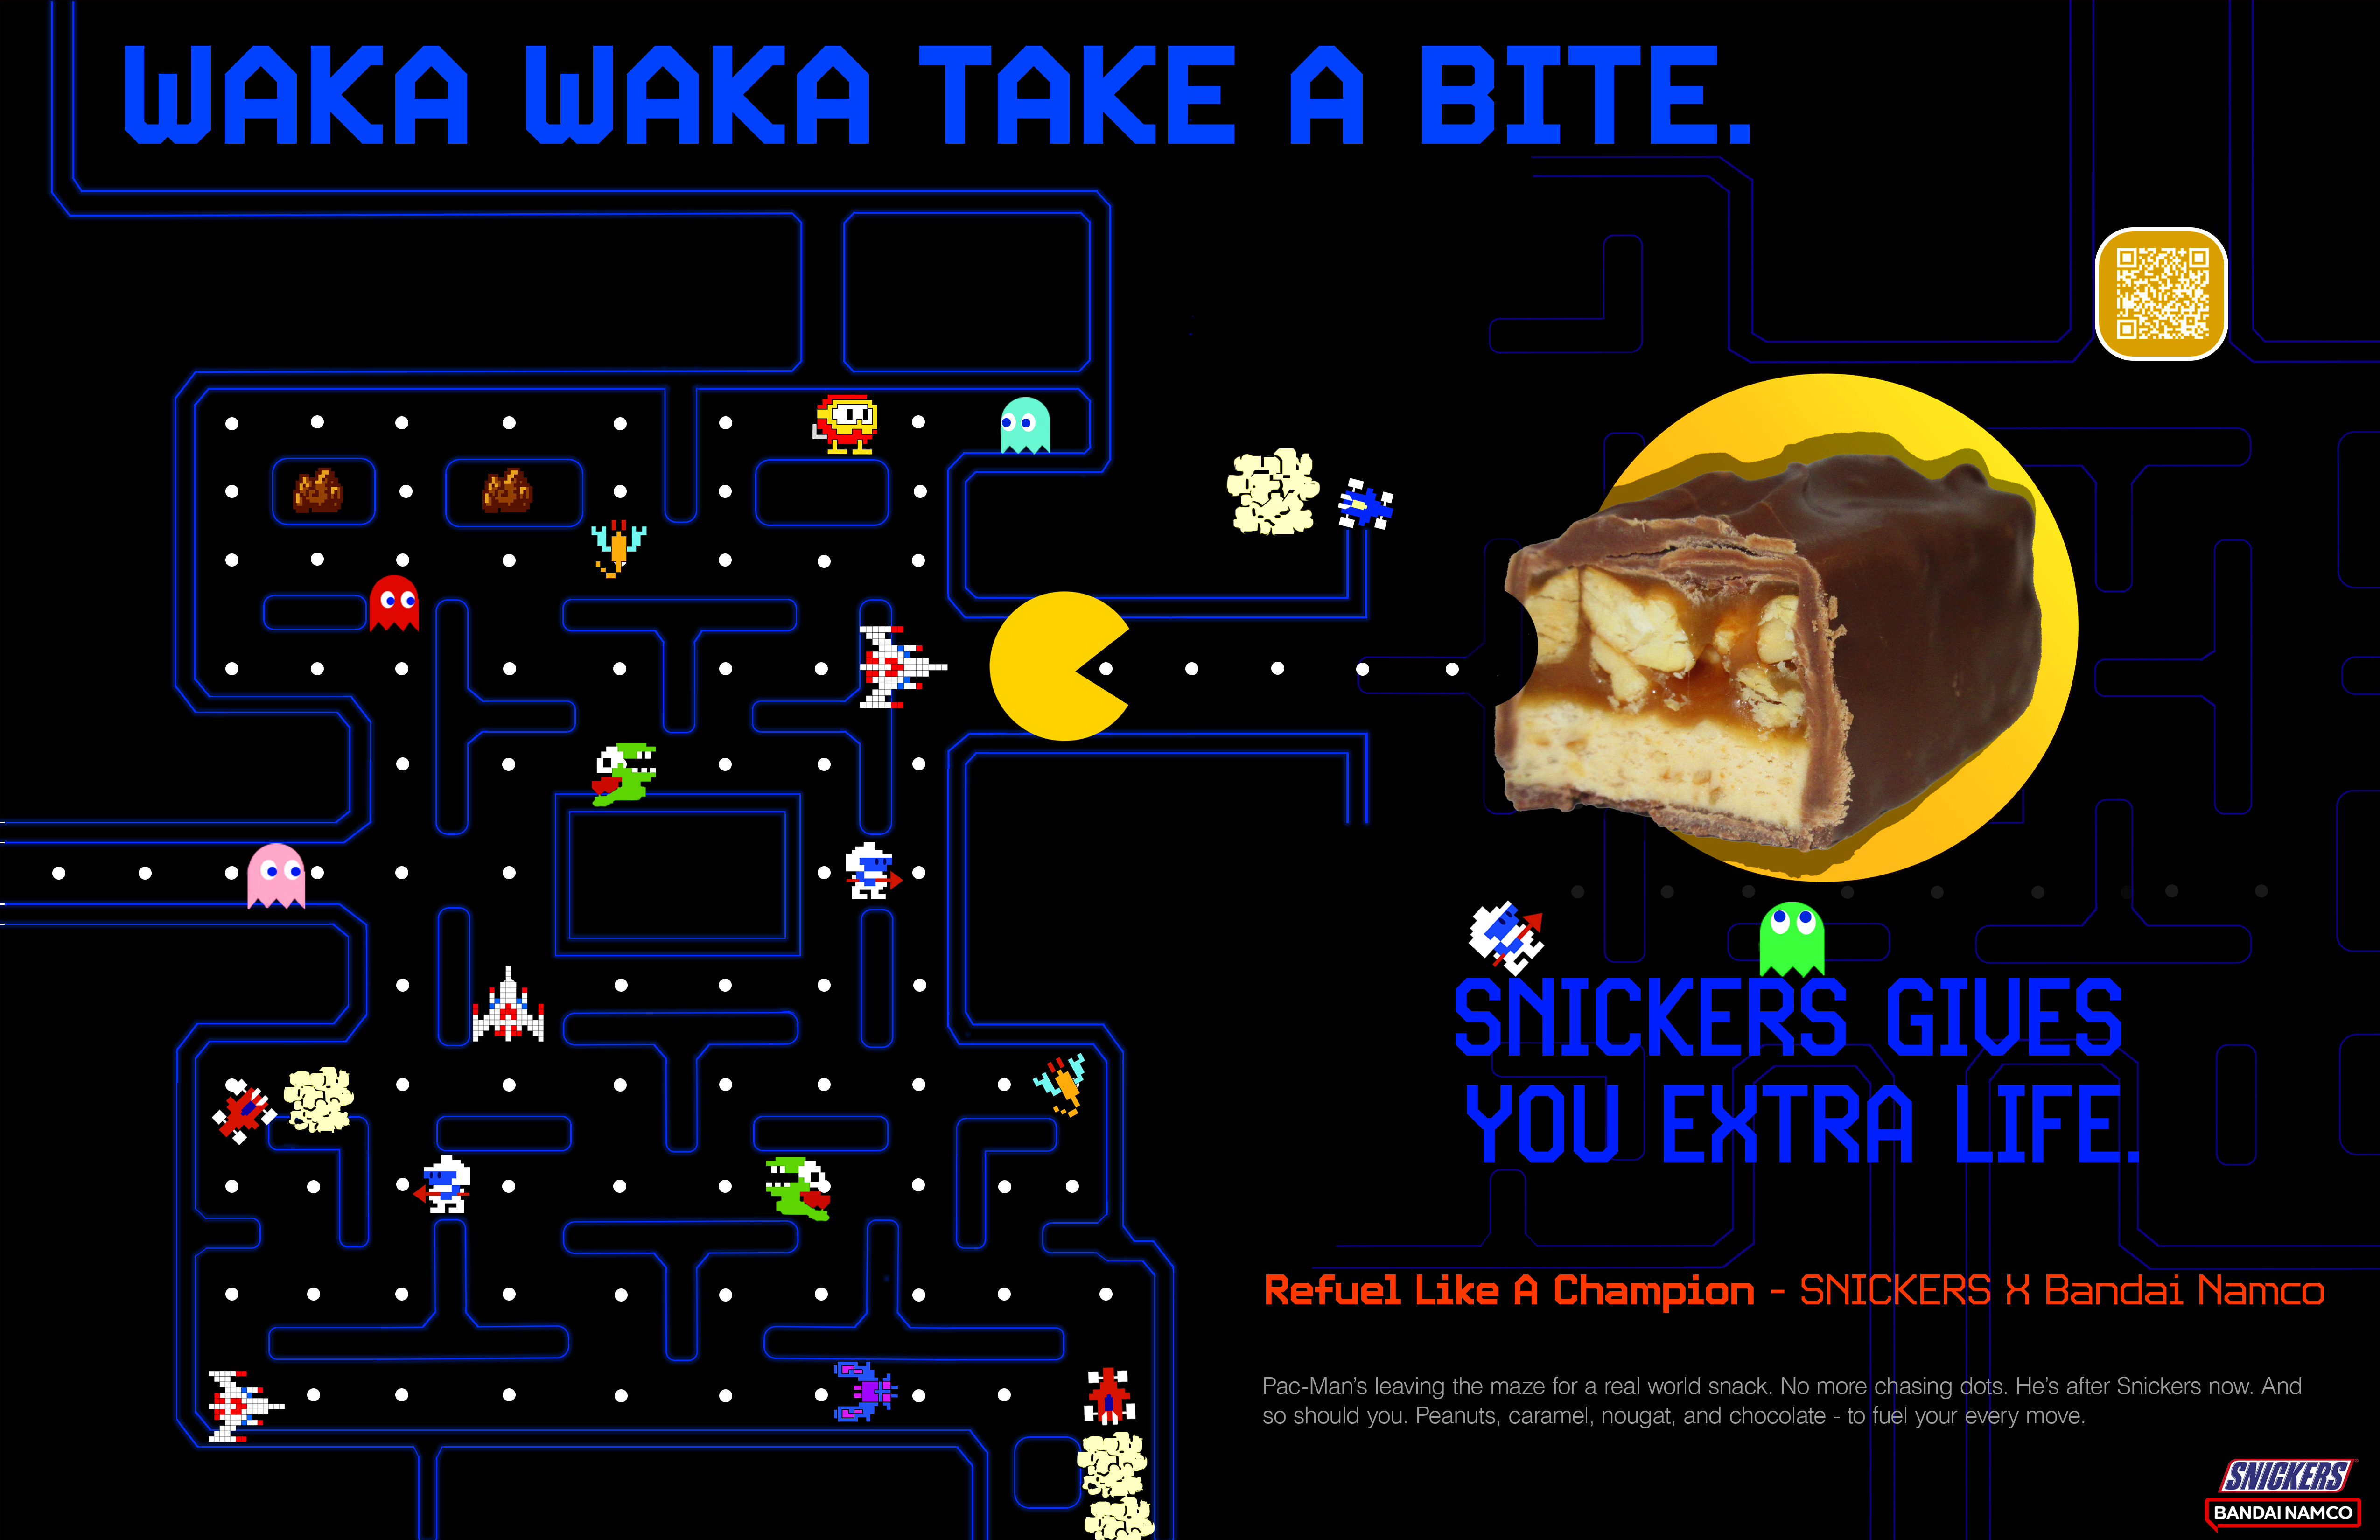 WAKA WAKA TAKE A BITE.
SNICKERS GIVES
YOU EXTRA LIFE.
Refuel Like A Champion - SNICKERS X Bandai Namco
Pac-Man's leaving the maze for a real world snack. No more chasing dots. He's after Snickers now. And
so should you. Peanuts, caramel, nougat, and chocolate - to fuel your every move.
SNICKERS
BANDAI NAMCO